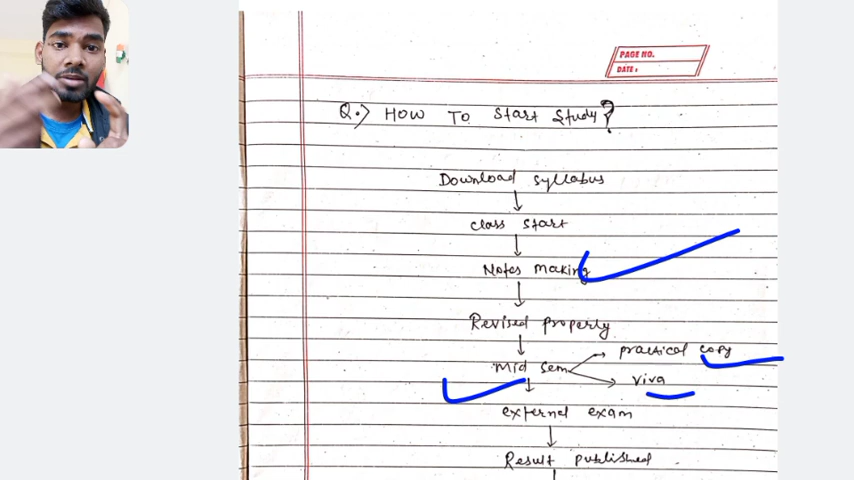 PAGE NO.
DATE :
Q.> HOW TO Start Study?
Download syllabus
class start
Notes making
Revised property
Mid sem
practical copy
viva
external exam
Result published